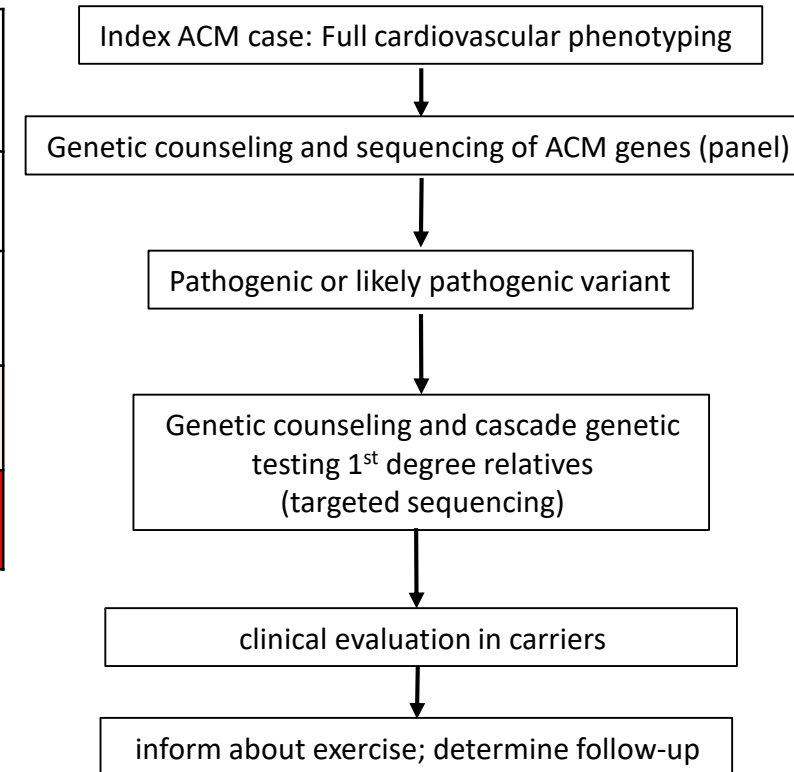 Index ACM case: Full cardiovascular phenotyping
Genetic counseling and sequencing of ACM genes (panel)
Pathogenic or likely pathogenic variant
Genetic counseling and cascade genetic
testing 1st degree relatives
(targeted sequencing)
clinical evaluation in carriers
inform about exercise; determine follow-up